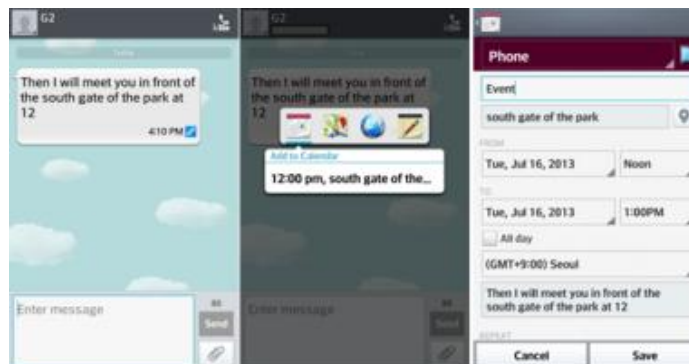 G2
Then I will meet you in front of
the south gate of the park at
12
4:10 PM
Enter message
80
Send
G2
Then I will meet you in front of
the south gate of the park at
12
Add to Calendar
12:00 pm, south gate of the...
Enter message
Send
Phone
Event
south gate of the park
FROM
Tue, Jul 16, 2013
Noon
TO
Tue, Jul 16, 2013
1:00PM
All day
(GMT+9:00) Seoul
Then I will meet you in front of the
south gate of the park at 12
REPEAT
Cancel
Save